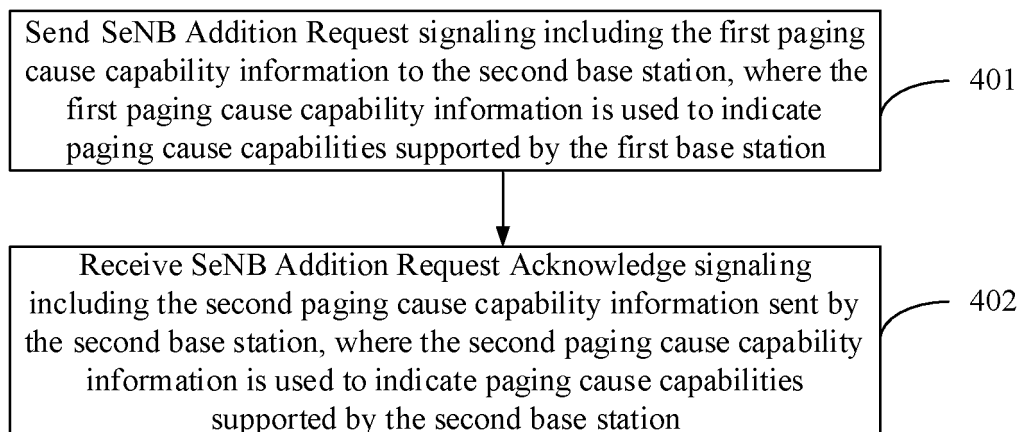 Send SeNB Addition Request signaling including the first paging
cause capability information to the second base station, where the
first paging cause capability information is used to indicate
paging cause capabilities supported by the first base station
401
Receive SeNB Addition Request Acknowledge signaling
including the second paging cause capability information sent by
the second base station, where the second paging cause capability
information is used to indicate paging cause capabilities
supported by the second base station
402